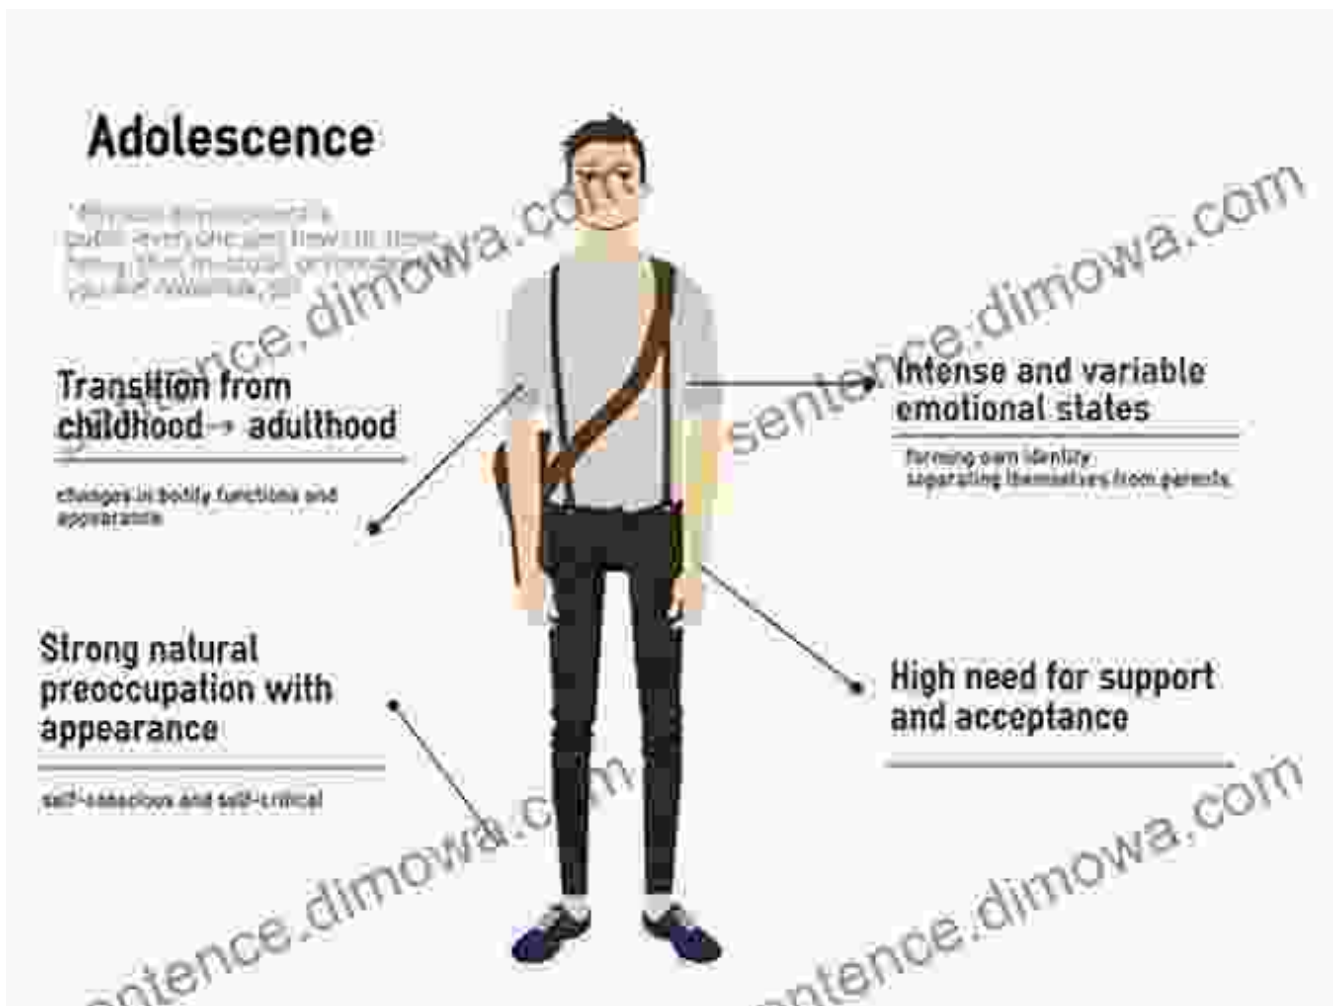 Adolescence
Transition from
childhood → adulthood
changes in bodily functions and
appearance
Strong natural
preoccupation with
appearance
self-conscious and self-critical
Intense and variable
emotional states
forming own identity
separating themselves from parents
High need for support
and acceptance
sentence.dimowa.com
sentence.dimowa.com
sentence.dimowa.com
sentence.dimowa.com